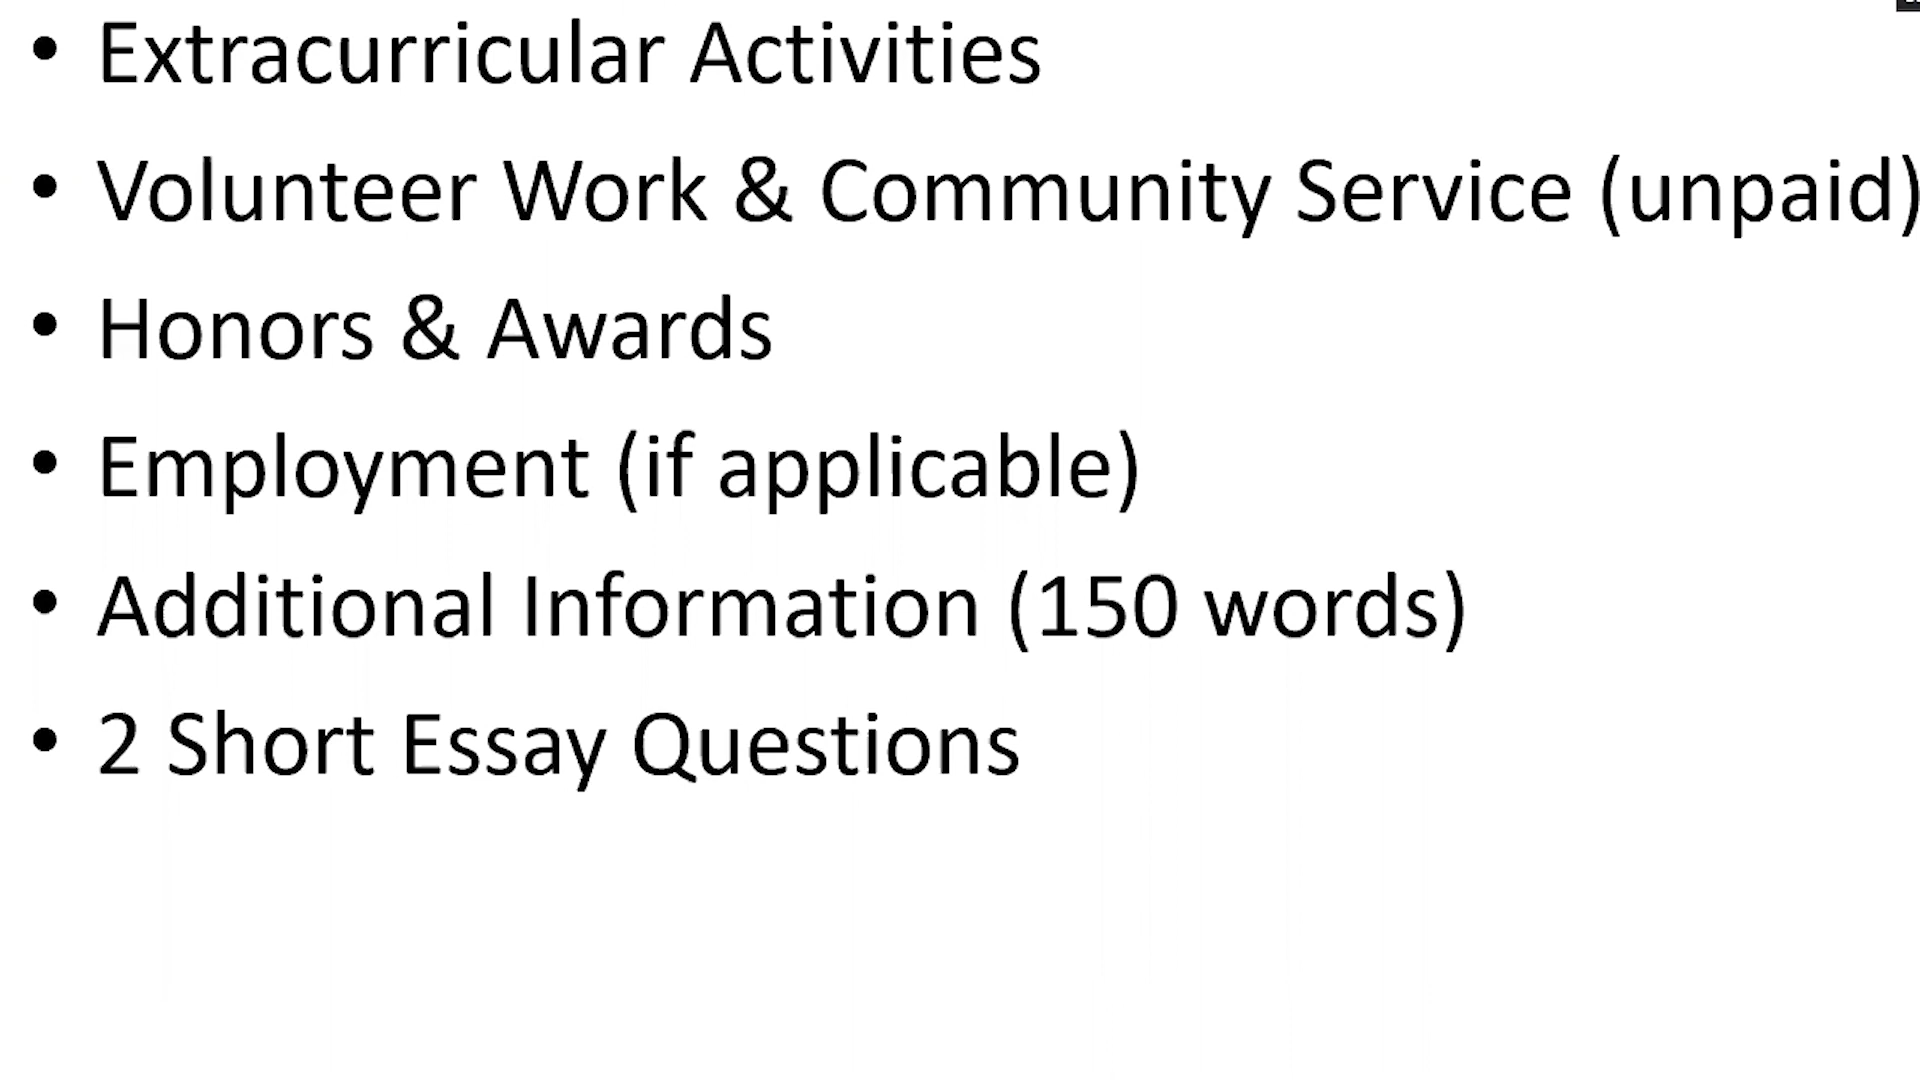 • Extracurricular Activities
• Volunteer Work & Community Service (unpaid)
• Honors & Awards
• Employment (if applicable)
• Additional Information (150 words)
• 2 Short Essay Questions